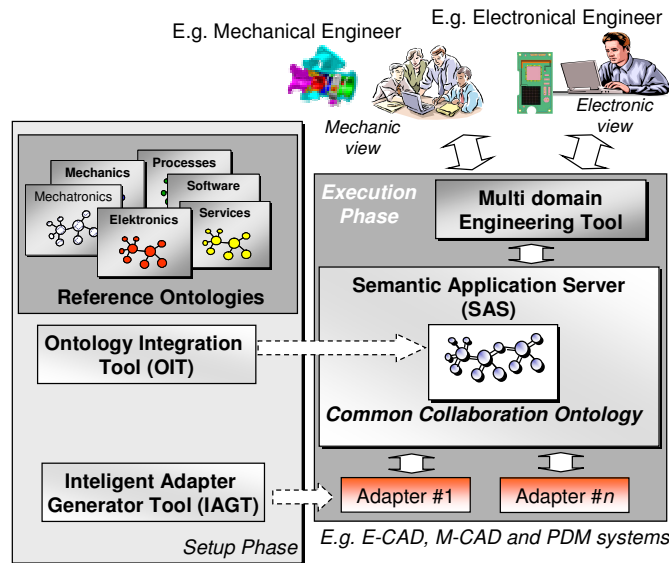 E.g. Mechanical Engineer
E.g. Electronical Engineer
Mechanic
view
Electronic
view
Processes
Mechanics
Software
Mechatronics
Services
Elektronics
Reference Ontologies
Ontology Integration
Tool (OIT)
Inteligent Adapter
Generator Tool (IAGT)
Setup Phase
Execution
Phase
Multi domain
Engineering Tool
Semantic Application Server
(SAS)
Common Collaboration Ontology
Adapter #1
Adapter #n
E.g. E-CAD, M-CAD and PDM systems